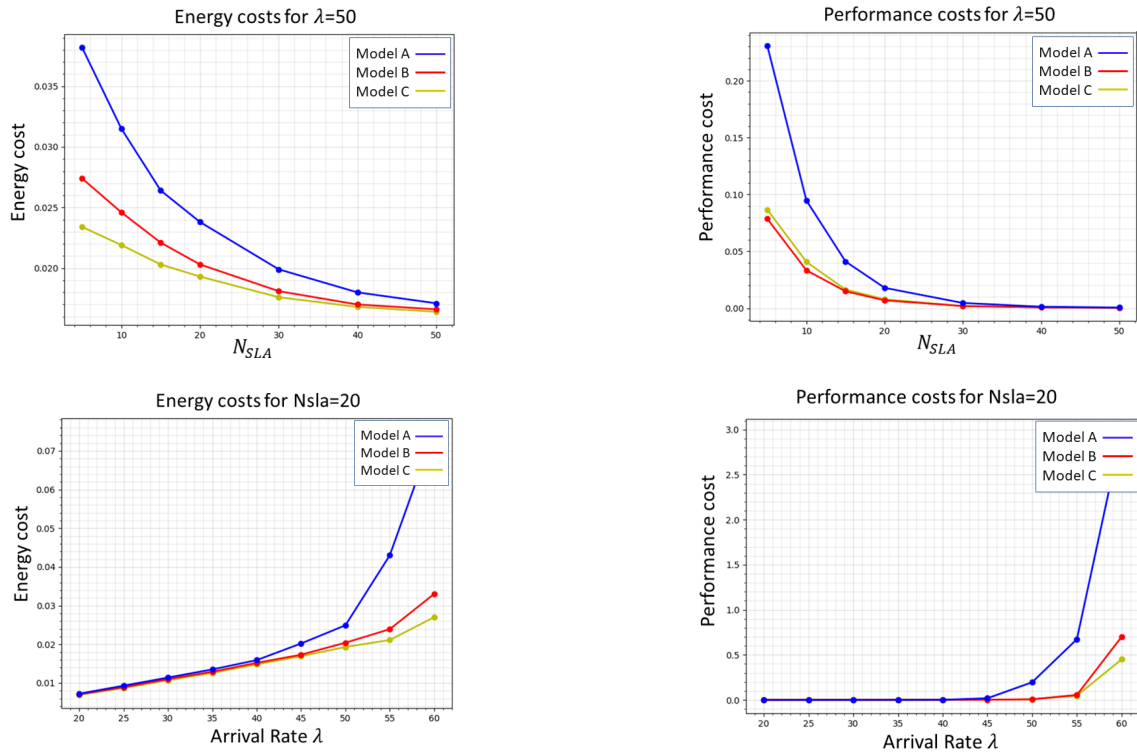 Energy costs for λ=50
Model A
Model B
Model C
0.035
0.030
0.025
0.020
Energy cost
10 20 30 40 50
N_SLA
Performance costs for λ=50
Model A
Model B
Model C
0.20
0.15
0.10
0.05
0.00
Performance cost
10 20 30 40 50
N_SLA
Energy costs for Nsla=20
Model A
Model B
Model C
0.07
0.06
0.05
0.04
0.03
0.02
0.01
Energy cost
20 25 30 35 40 45 50 55 60
Arrival Rate λ
Performance costs for Nsla=20
Model A
Model B
Model C
3.0
2.5
2.0
1.5
1.0
0.5
0.0
Performance cost
20 25 30 35 40 45 50 55 60
Arrival Rate λ